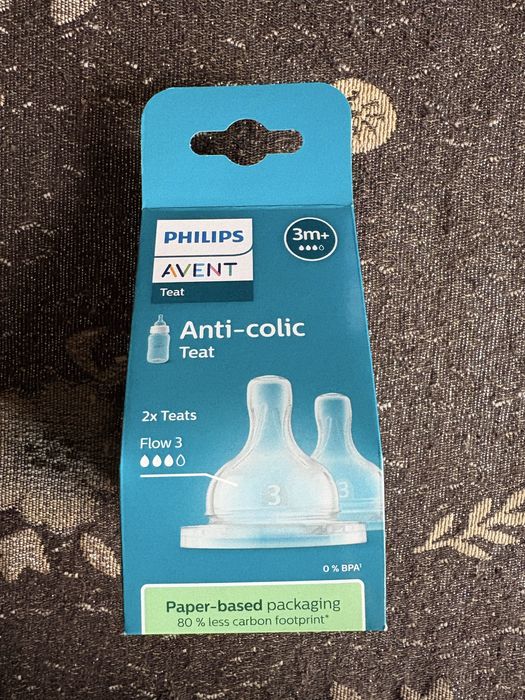 PHILIPS
AVENT
Teat
3m+
Anti-colic
Teat
2x Teats
Flow 3
3
3
0 % BPA¹
Paper-based packaging
80 % less carbon footprint*